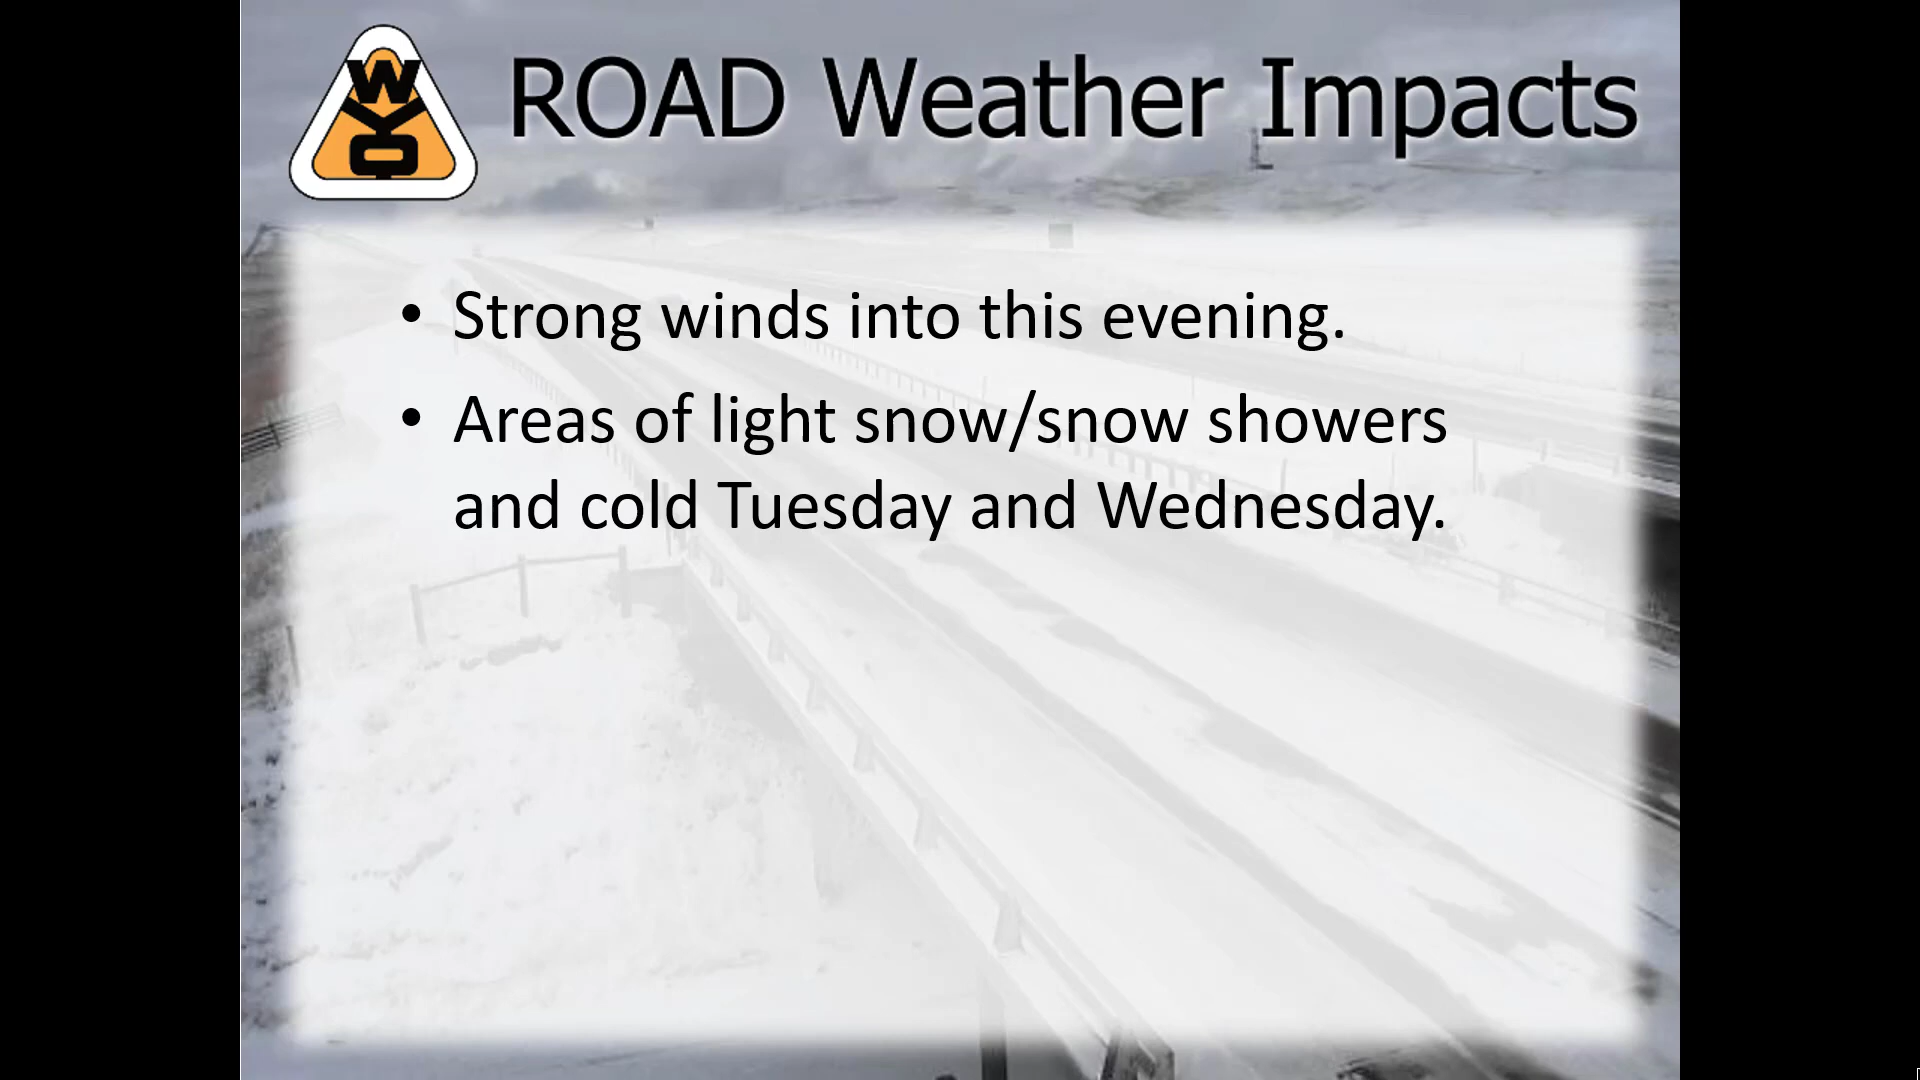 WYO
ROAD Weather Impacts
• Strong winds into this evening.
• Areas of light snow/snow showers
and cold Tuesday and Wednesday.